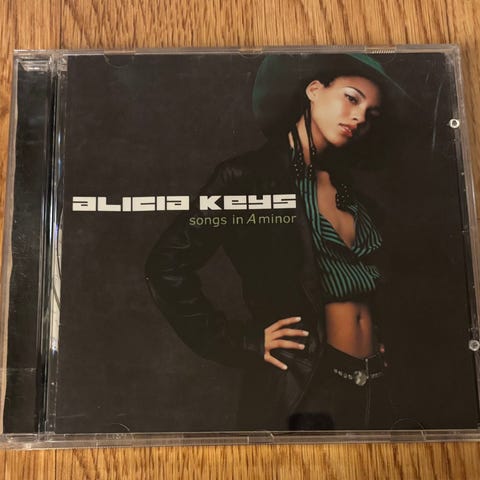 aLicia Keys
songs in A minor